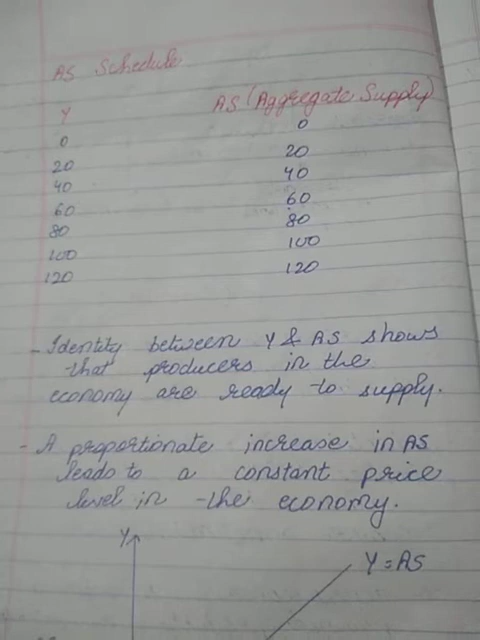 AS Schedule
Y AS (Aggregate Supply)
0 0
20 20
40 40
60 60
80 80
100 100
120 120
- Identity between Y & AS shows
that producers in the
economy are ready to supply.
- A proportionate increase in AS
leads to a constant price
level in the economy.
Y
Y = AS